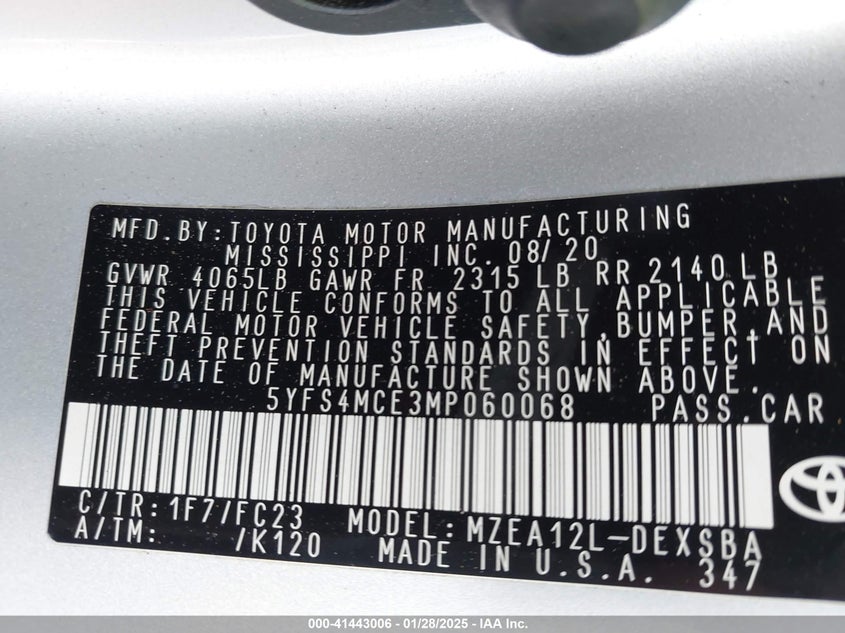 MFD.BY:TOYOTA MOTOR MANUFACTURING
MISSISSIPPI INC. 08/20
GVWR 4065LB GAWR FR 2315 LB RR 2140LB
THIS VEHICLE CONFORMS TO ALL APPLICABLE
FEDERAL MOTOR VEHICLE SAFETY,BUMPER,AND
THEFT PREVENTION STANDARDS IN EFFECT ON
THE DATE OF MANUFACTURE SHOWN ABOVE.
5YFS4MCE3MP060068 PASS.CAR
C/TR:1F7/FC23 MODEL:MZEA12L-DEXSBA
A/TM: /K120 MADE IN U.S.A. 347
000-41443006 - 01/28/2025 - IAA Inc.